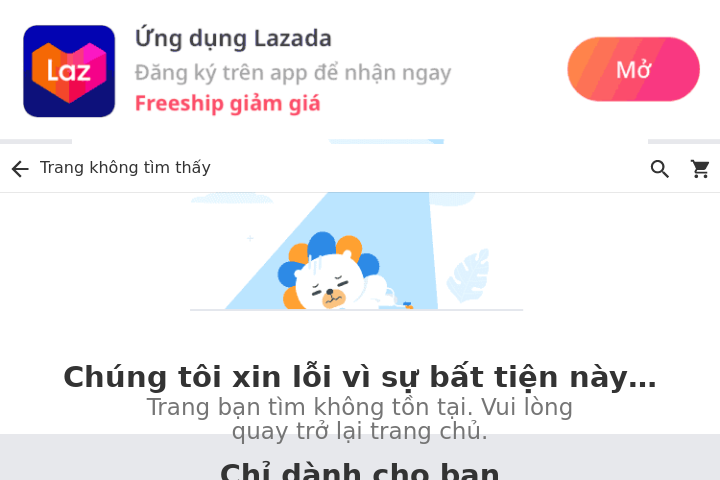 Ứng dụng Lazada
Laz
Đăng ký trên app để nhận ngay
Freeship giảm giá
Mở
Trang không tìm thấy
Chúng tôi xin lỗi vì sự bất tiện này…
Trang bạn tìm không tồn tại. Vui lòng
quay trở lại trang chủ.
Chỉ dành cho bạn